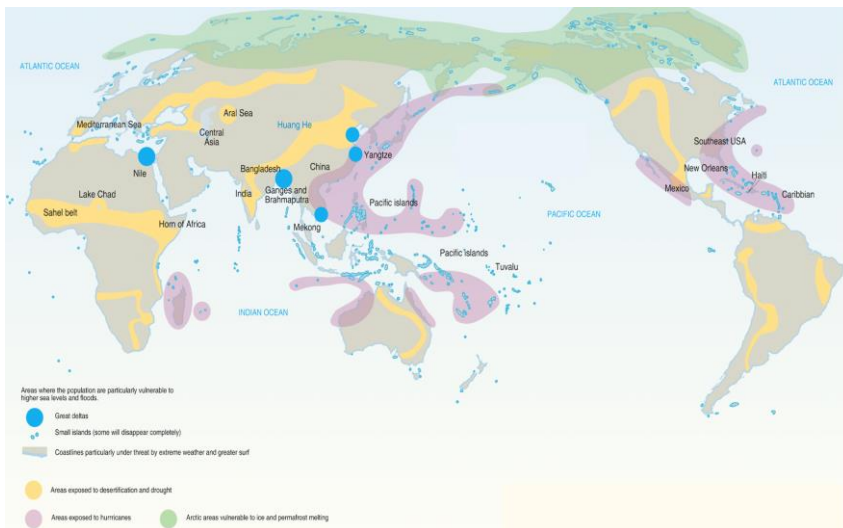 ATLANTIC OCEAN
ATLANTIC OCEAN
Aral Sea
Huang He
Mediterranean Sea
Central
Asia
Southeast USA
Yangtze
Nile
Bangladesh
China
New Orleans
Haiti
Lake Chad
India
Ganges and
Brahmaputra
Mexico
Caribbian
Pacific islands
Sahel belt
Horn of Africa
PACIFIC OCEAN
Mekong
Pacific islands
Tuvalu
INDIAN OCEAN
Areas where the population are particularly vulnerable to
higher sea levels and floods.
Great deltas
Small islands (some will disappear completely)
Coastlines particularly under threat by extreme weather and greater surf
Areas exposed to desertification and drought
Areas exposed to hurricanes
Arctic areas vulnerable to ice and permafrost melting